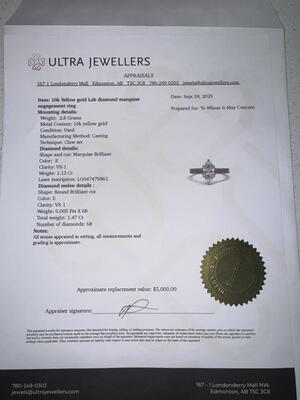 ULTRA JEWELLERS
APPRAISALS
167-1 Londonderry Mall Edmonton, AB T5C 3C8 780-249-0303 jewels@ultrajewellers.com
Item: 10k Yellow gold Lab diamond marquise engagement ring
Date: Sept 24, 2025
Prepared for: To Whom It May Concern
Mounting details:
Weight: 2.8 Grams
Metal Content: 10k yellow gold
Condition: Used
Manufacturing Method: Casting
Technique: Claw set
Diamond details:
Shape and cut: Marquise Brilliant
Color: E
Clarity: VS-1
Weight: 1.13 Ct
Laser inscription: LG647479861
Diamond melee details:
Shape: Round Brilliant cut
Color: E
Clarity: VS-1
Weight: 0.005 Pts X 68
Total weight: 1.47 Ct
Number of diamonds: 68
Notes:
All stones appraised in setting, all measurements and
grading is approximate.
Approximate replacement value: $5,000.00
Appraiser signature:
780-249-0303
jewels@ultrajewellers.com
167 - 1 Londonderry Mall NW,
Edmonton, AB T5C 3C8